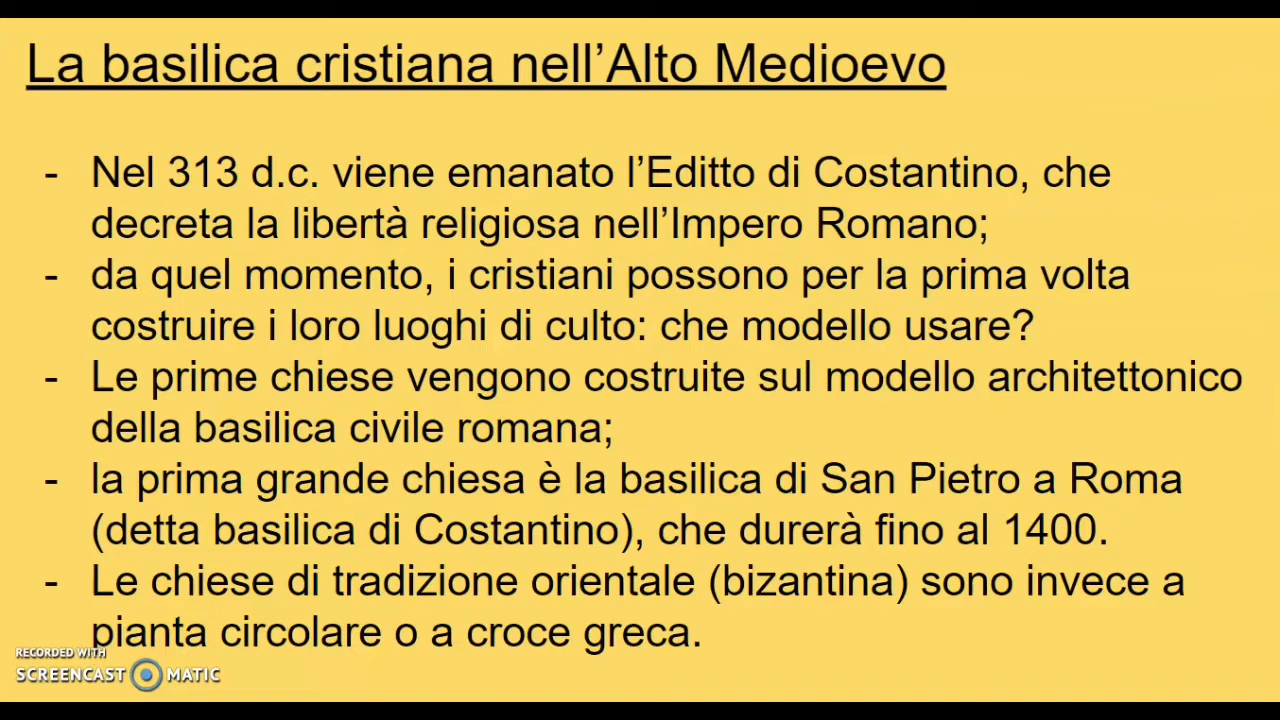 La basilica cristiana nell’Alto Medioevo
- Nel 313 d.c. viene emanato l’Editto di Costantino, che
decreta la libertà religiosa nell’Impero Romano;
- da quel momento, i cristiani possono per la prima volta
costruire i loro luoghi di culto: che modello usare?
- Le prime chiese vengono costruite sul modello architettonico
della basilica civile romana;
- la prima grande chiesa è la basilica di San Pietro a Roma
(detta basilica di Costantino), che durerà fino al 1400.
- Le chiese di tradizione orientale (bizantina) sono invece a
pianta circolare o a croce greca.
RECORDED WITH
SCREENCAST MATIC